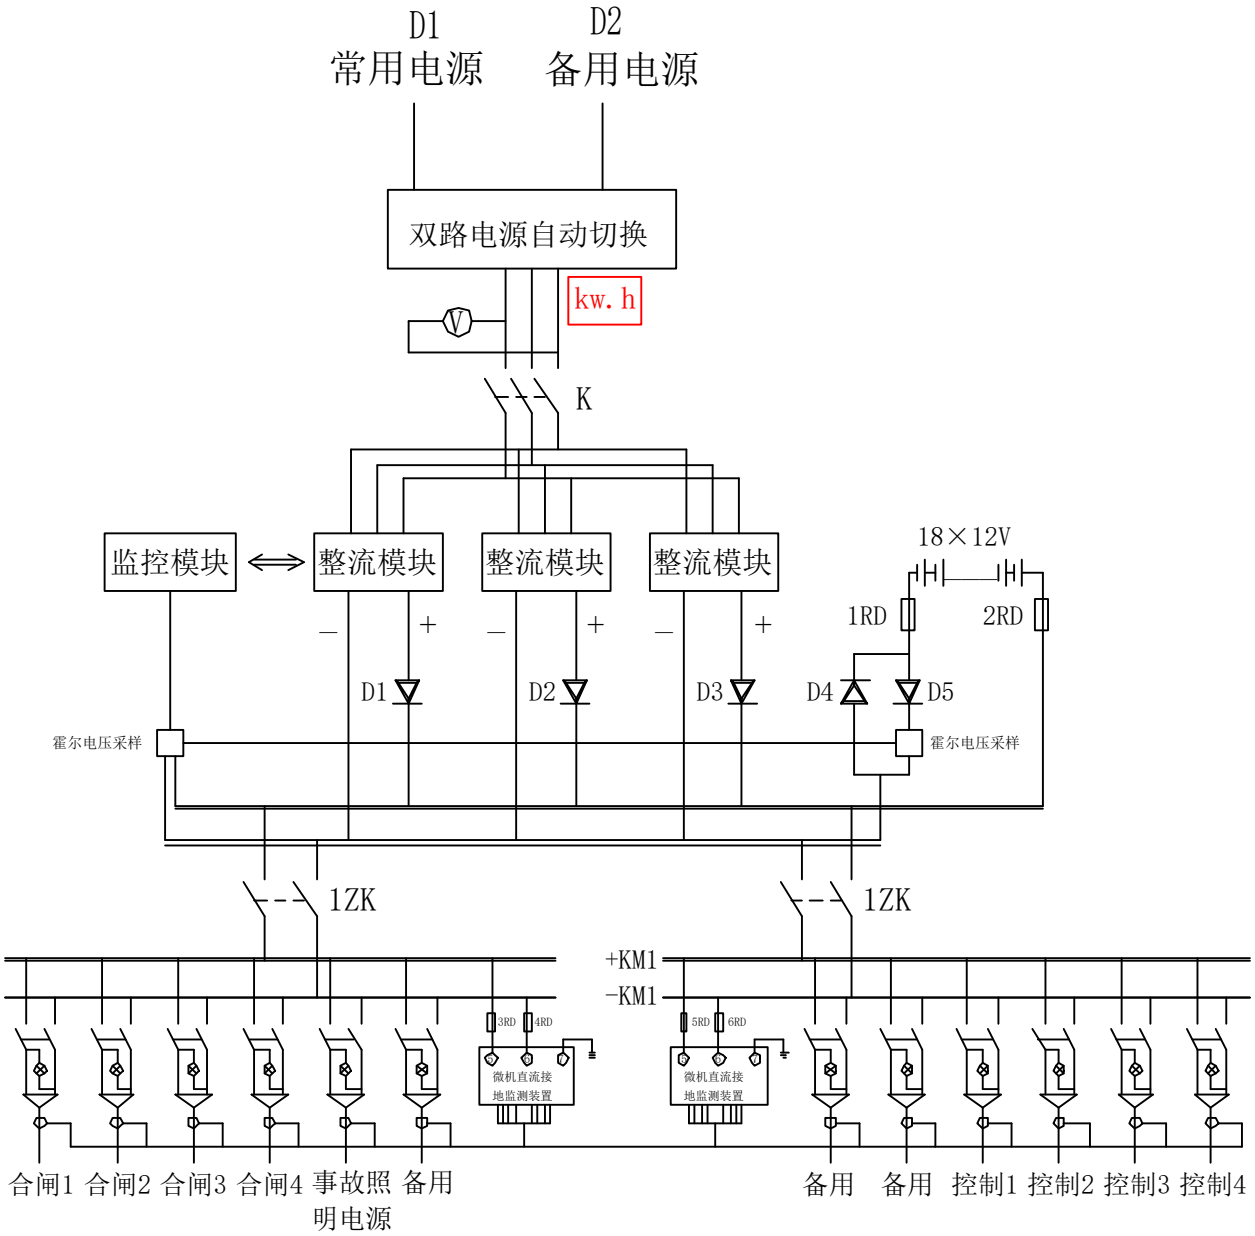 D1
D2
常用电源
备用电源
双路电源自动切换
kw.h
V
K
18×12V
监控模块
整流模块
整流模块
整流模块
1RD
2RD
— +
— +
— +
D1
D2
D3
D4
D5
霍尔电压采样
霍尔电压采样
1ZK
1ZK
+KM1
-KM1
3RD
4RD
5RD
6RD
5
6
7
5
6
7
微机直流接
地监测装置
微机直流接
地监测装置
合闸1
合闸2
合闸3
合闸4
事故照
明电源
备用
备用
备用
控制1
控制2
控制3
控制4